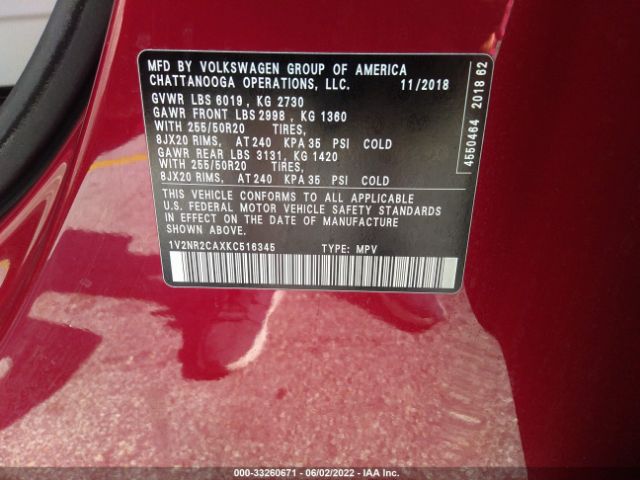 MFD BY VOLKSWAGEN GROUP OF AMERICA
CHATTANOOGA OPERATIONS, LLC. 11/2018
GVWR LBS 6019, KG 2730
GAWR FRONT LBS 2998, KG 1360
WITH 255/50R20 TIRES,
8JX20 RIMS, AT 240 KPA 35 PSI COLD
GAWR REAR LBS 3131, KG 1420
WITH 255/50R20 TIRES,
8JX20 RIMS, AT 240 KPA 35 PSI COLD
THIS VEHICLE CONFORMS TO ALL APPLICABLE
U.S. FEDERAL MOTOR VEHICLE SAFETY STANDARDS
IN EFFECT ON THE DATE OF MANUFACTURE
SHOWN ABOVE.
1V2NR2CAXKC516345 TYPE: MPV
4550464 2018 62
000-33260671 - 06/02/2022 - IAA Inc.